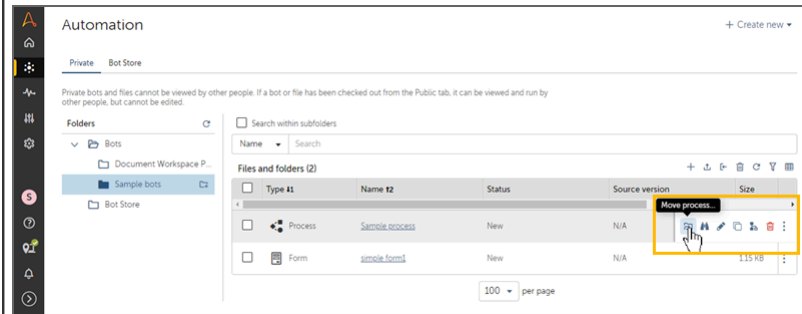 Automation
+ Create new
Private Bot Store
Private bots and files cannot be viewed by other people. If a bot or file has been checked out from the Public tab, it can be viewed and run by
other people, but cannot be edited.
Folders
Search within subfolders
Bots
Name Search
Document Workspace P...
Files and folders (2)
Sample bots
Type ↓1 Name ↑2 Status Source version Size
Bot Store
Move process...
Process Sample process New N/A
S
Form simple form1 New N/A 1.15 KB
100 per page